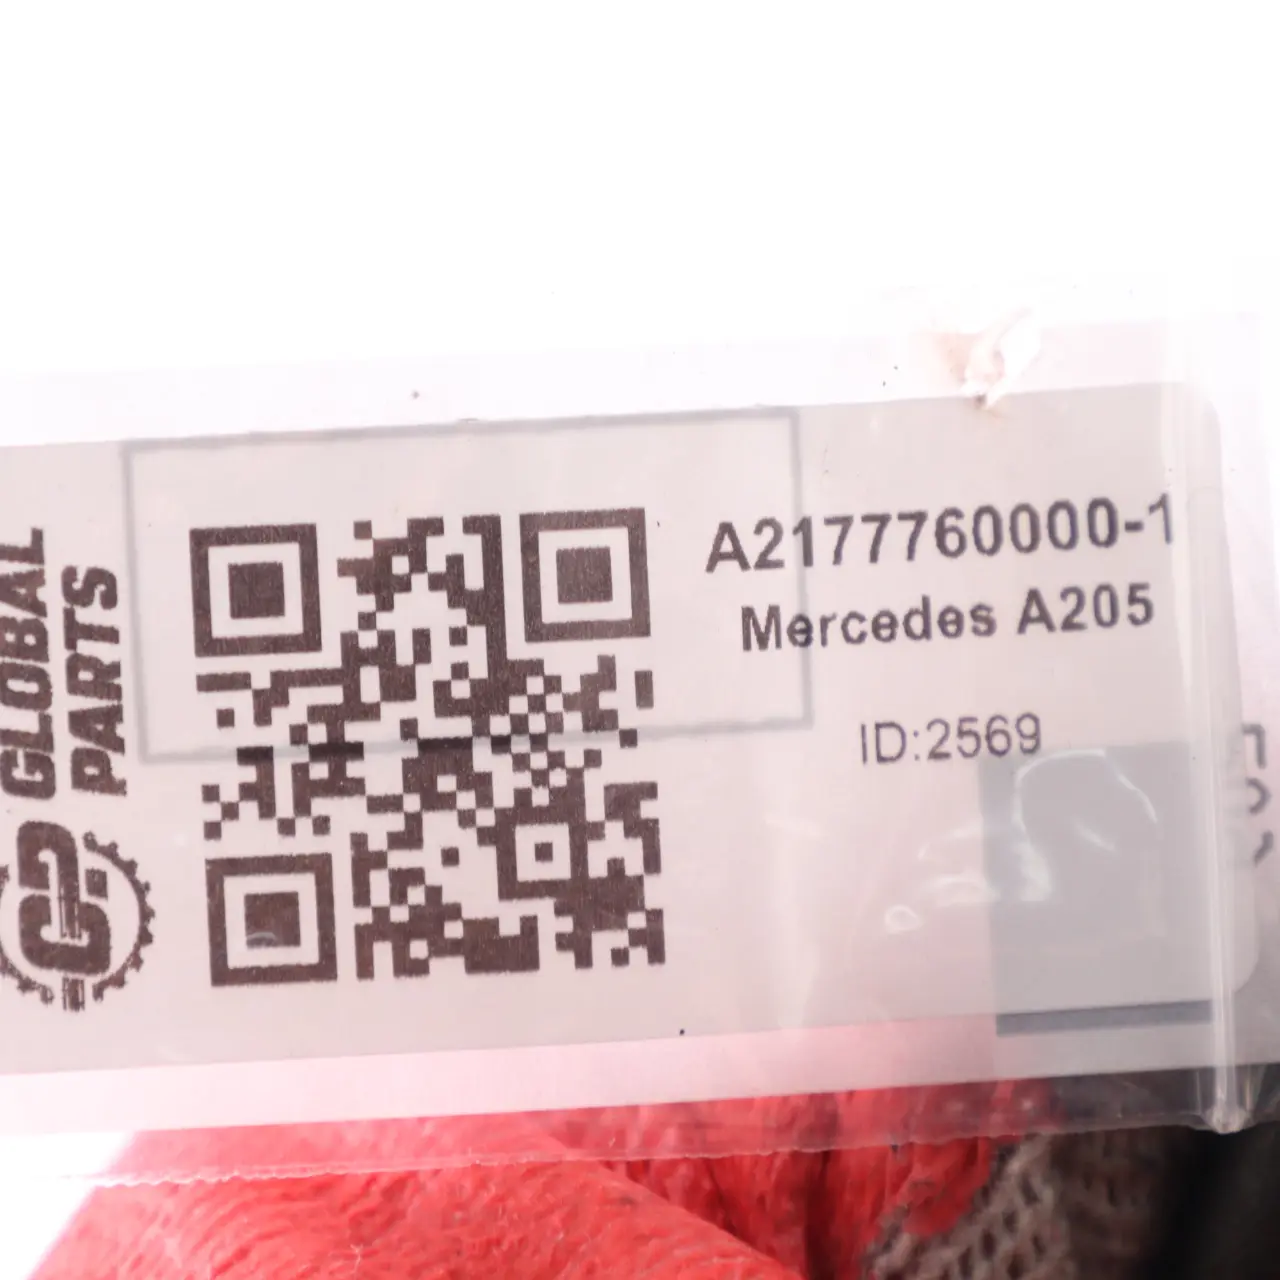 GLOBAL
PARTS
A2177760000-1
Mercedes A205
ID:2569